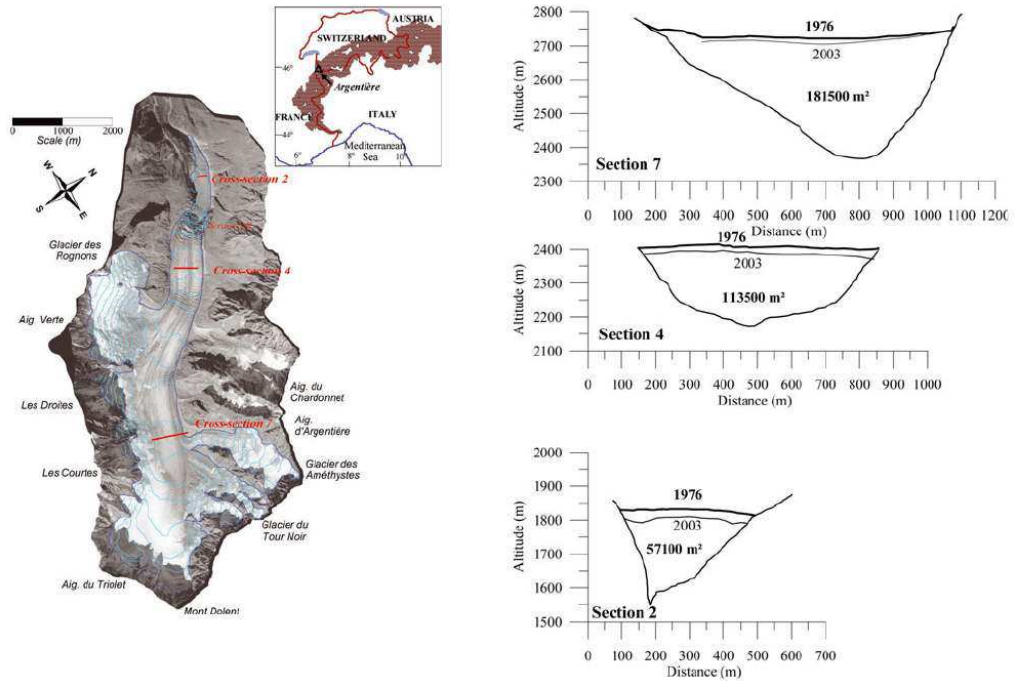 AUSTRIA
SWITZERLAND
46°
Argentière
FRANCE
ITALY
44°
Mediterranean
Sea
6°
8°
10°
0 1000 2000
Scale (m)
N
W
S
E
Cross-section 2
Glacier des
Rognons
Cross-section 4
Aig. Verte
Aig. du
Chardonnet
Les Droites
Aig.
d'Argentière
Cross-section 7
Les Courtes
Glacier des
Améthystes
Glacier du
Tour Noir
Aig. du Triolet
Mont Dolent
2800
2700
2600
2500
2400
2300
Altitude (m)
1976
2003
181500 m²
Section 7
0 100 200 300 400 500 600 700 800 900 1000 1100 1200
Distance (m)
2400
2300
2200
2100
Altitude (m)
1976
2003
113500 m²
Section 4
0 100 200 300 400 500 600 700 800 900 1000
Distance (m)
2000
1900
1800
1700
1600
1500
Altitude (m)
1976
2003
57100 m²
Section 2
0 100 200 300 400 500 600 700
Distance (m)